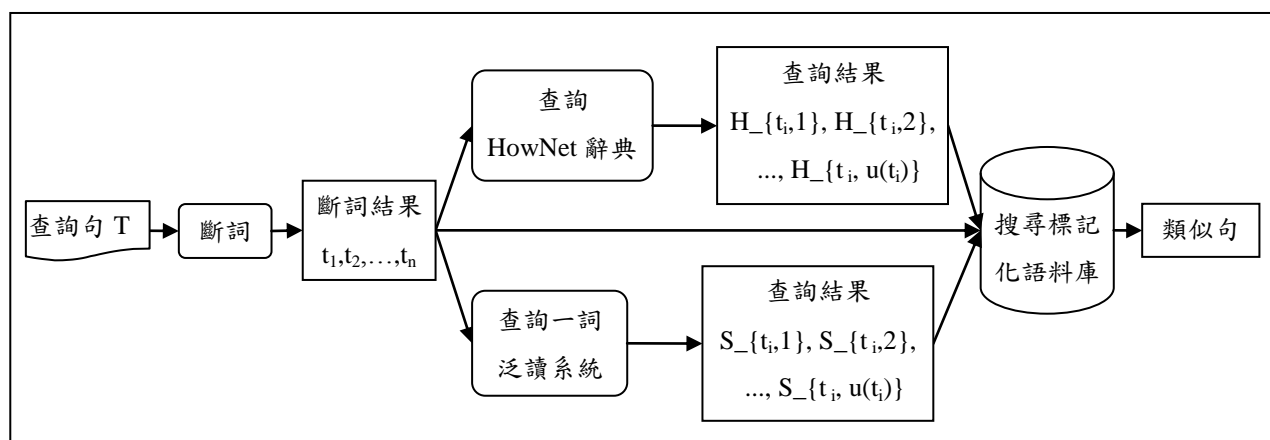 查詢句 T
斷詞
斷詞結果
t₁,t₂,…,tₙ
查詢
HowNet 辭典
查詢結果
H_{tᵢ,1}, H_{tᵢ,2},
..., H_{tᵢ, u(tᵢ)}
查詢一詞
泛讀系統
查詢結果
S_{tᵢ,1}, S_{tᵢ,2},
..., S_{tᵢ, u(tᵢ)}
搜尋標記
化語料庫
類似句